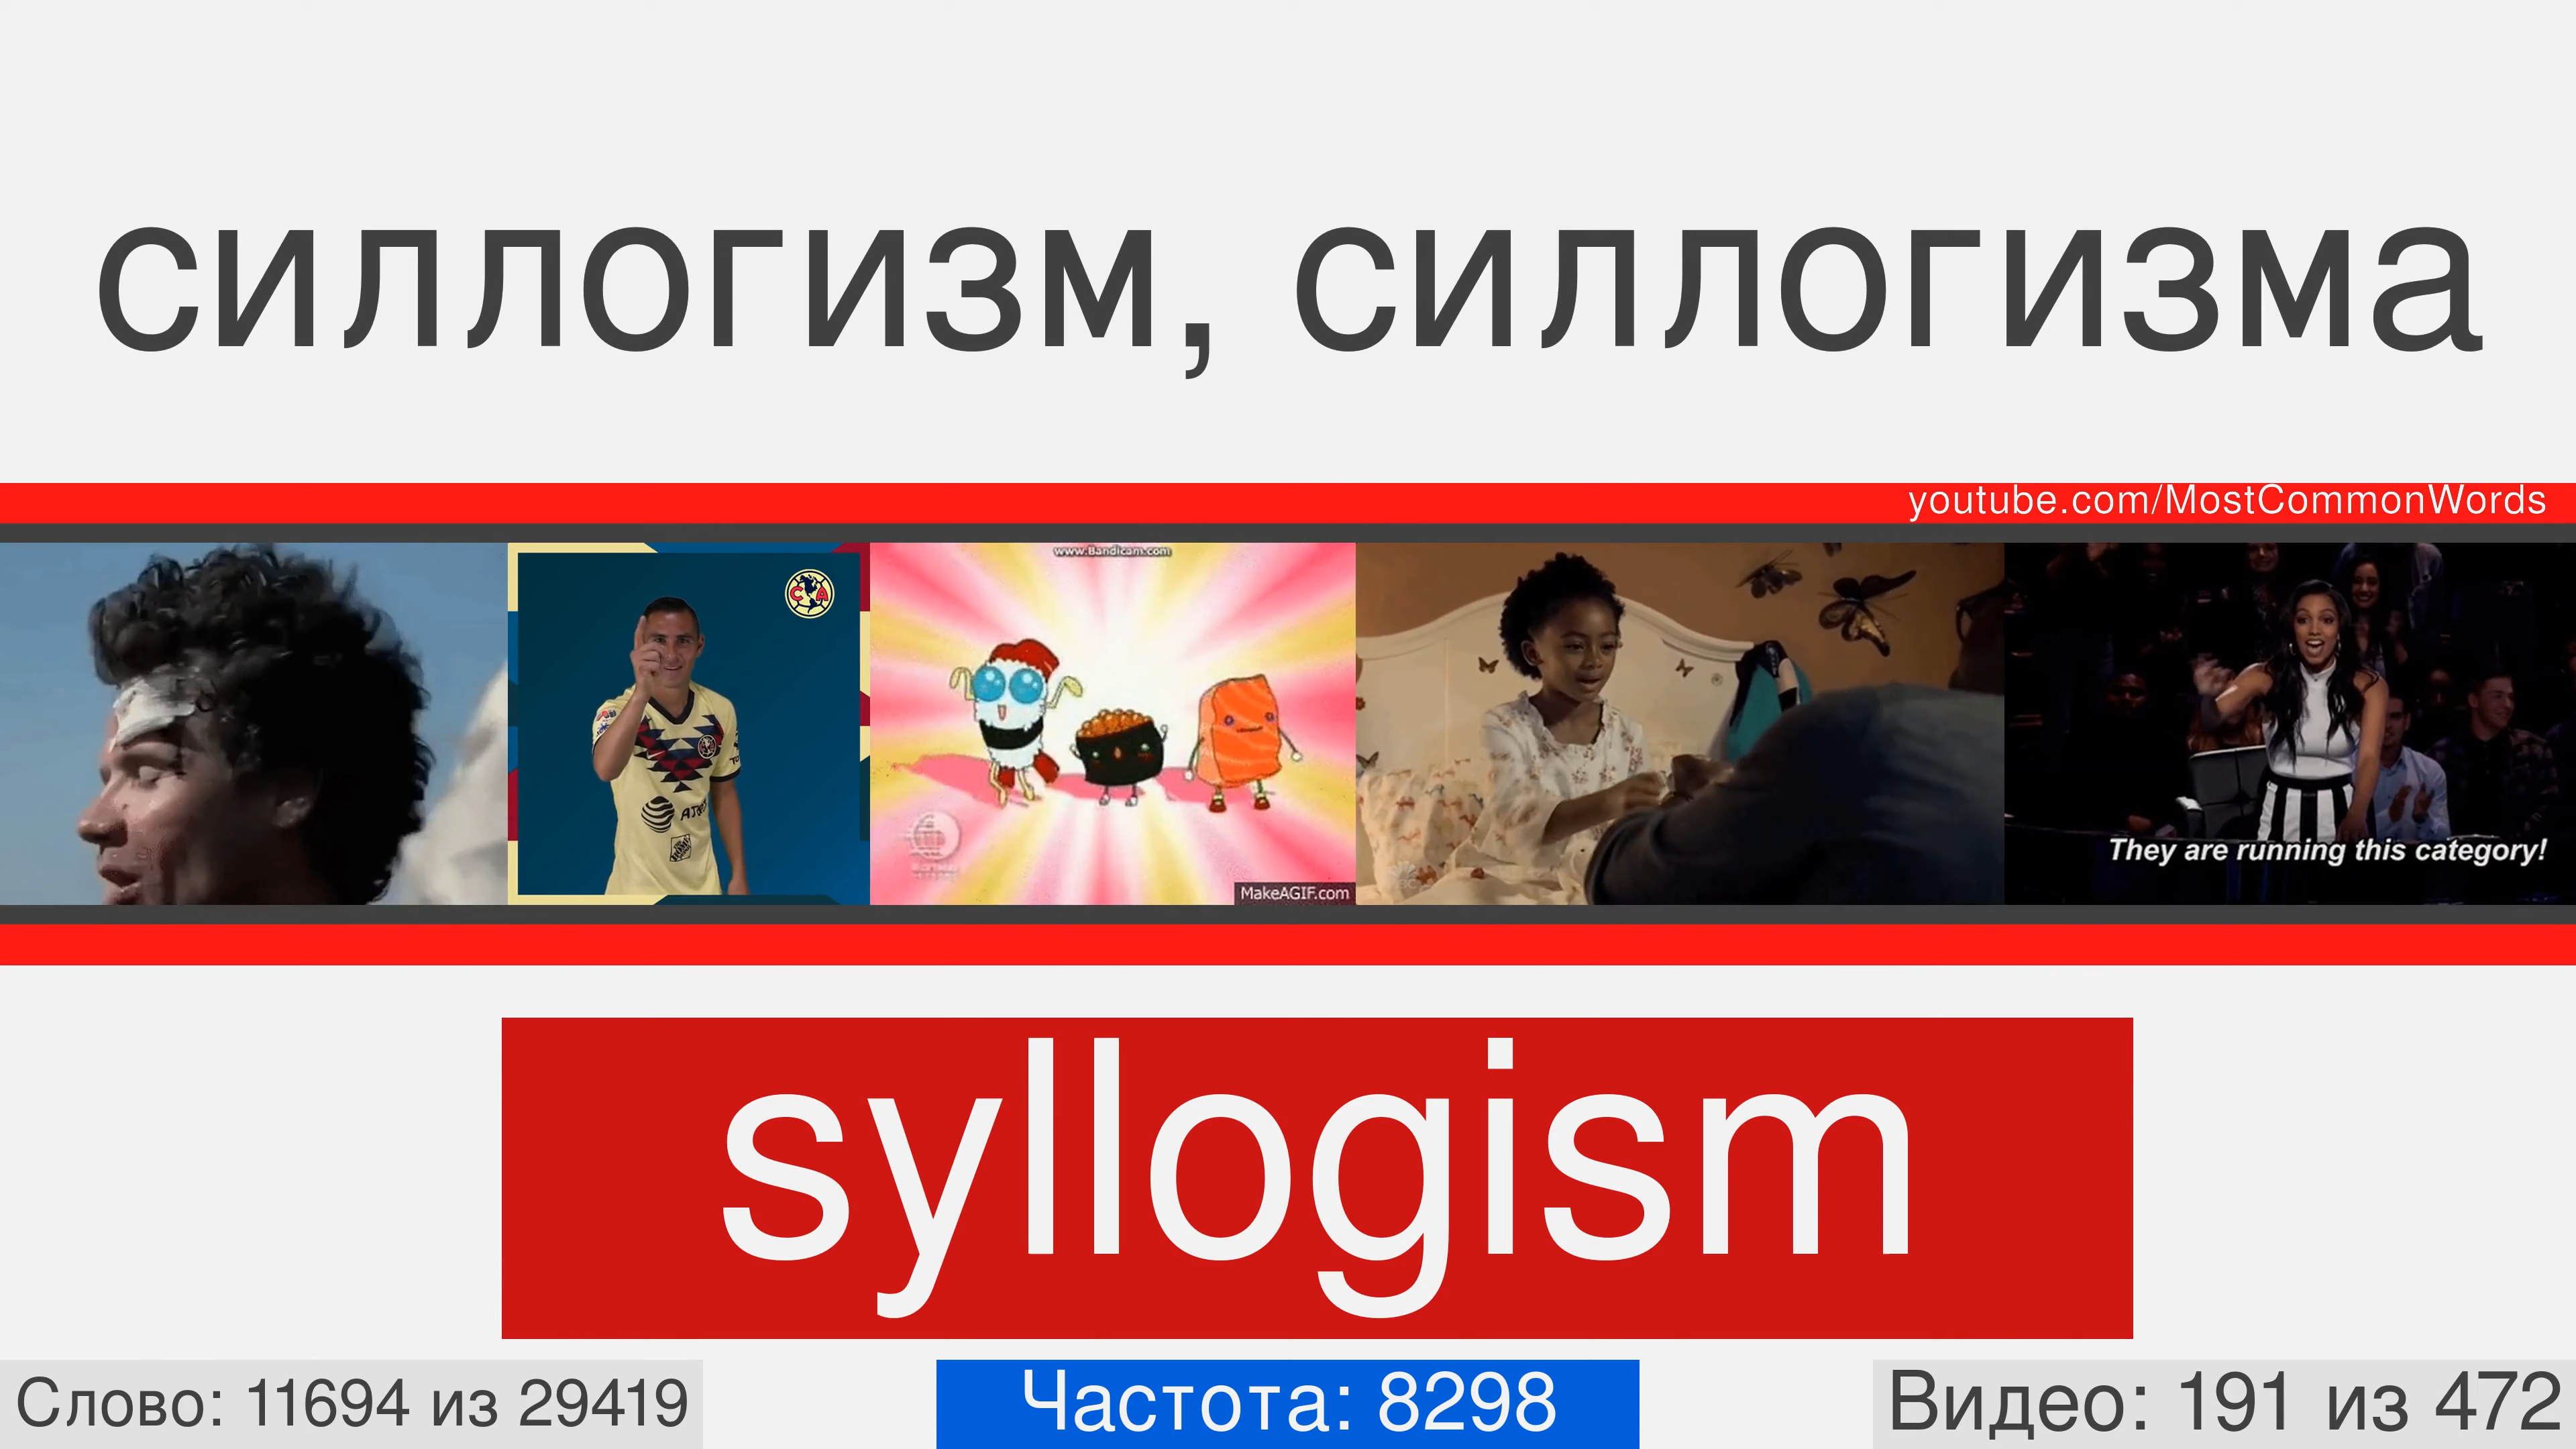 силлогизм, силлогизма
youtube.com/MostCommonWords
www.Bandicam.com
C A
They are running this category!
MakeAGIF.com
syllogism
Слово: 11694 из 29419
Частота: 8298
Видео: 191 из 472